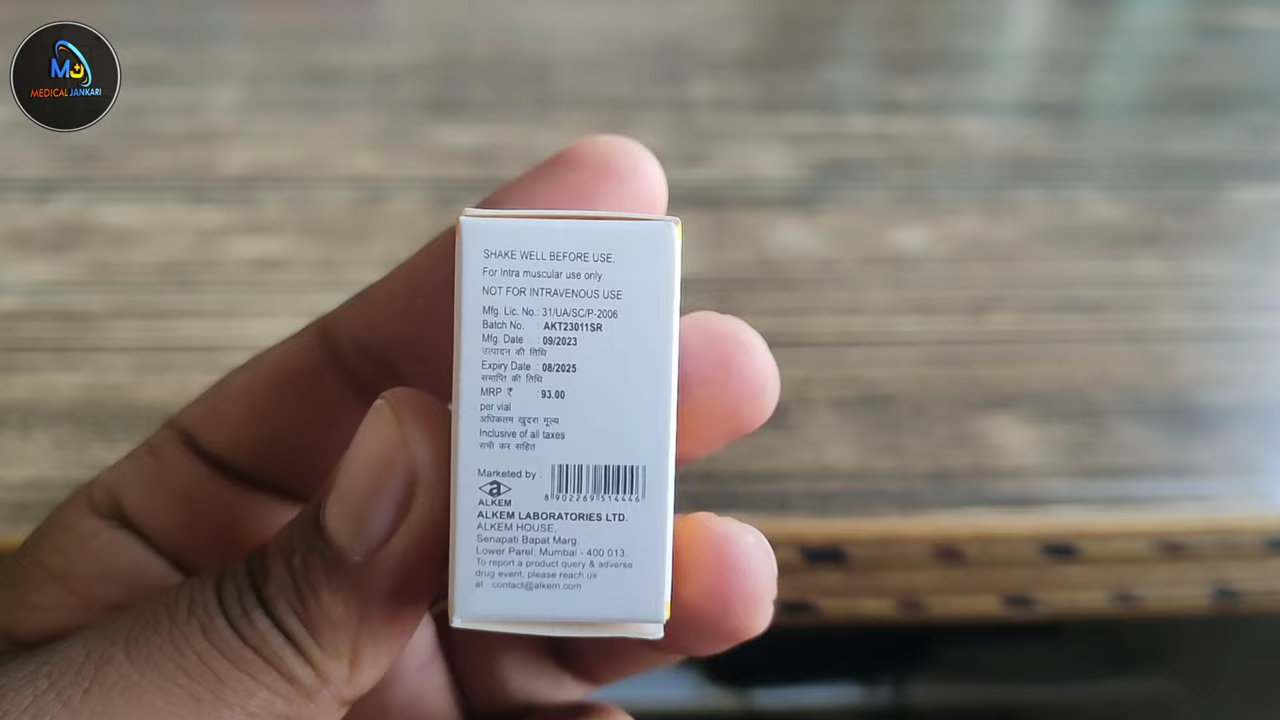 MJ
MEDICAL JANKARI
SHAKE WELL BEFORE USE.
For Intra muscular use only.
NOT FOR INTRAVENOUS USE
Mfg. Lic. No.: 31/UA/SC/P-2006
Batch No. : AKT23011SR
Mfg. Date : 09/2023
उत्पादन की तिथि
Expiry Date : 08/2025
समाप्ति की तिथि
MRP ₹ : 93.00
per vial
अधिकतम खुदरा मूल्य
Inclusive of all taxes
सभी कर सहित
Marketed by :
8 902269 514446
a
ALKEM
ALKEM LABORATORIES LTD.
ALKEM HOUSE,
Senapati Bapat Marg,
Lower Parel, Mumbai - 400 013.
To report a product query & adverse
drug event, please reach us
at - contact@alkem.com